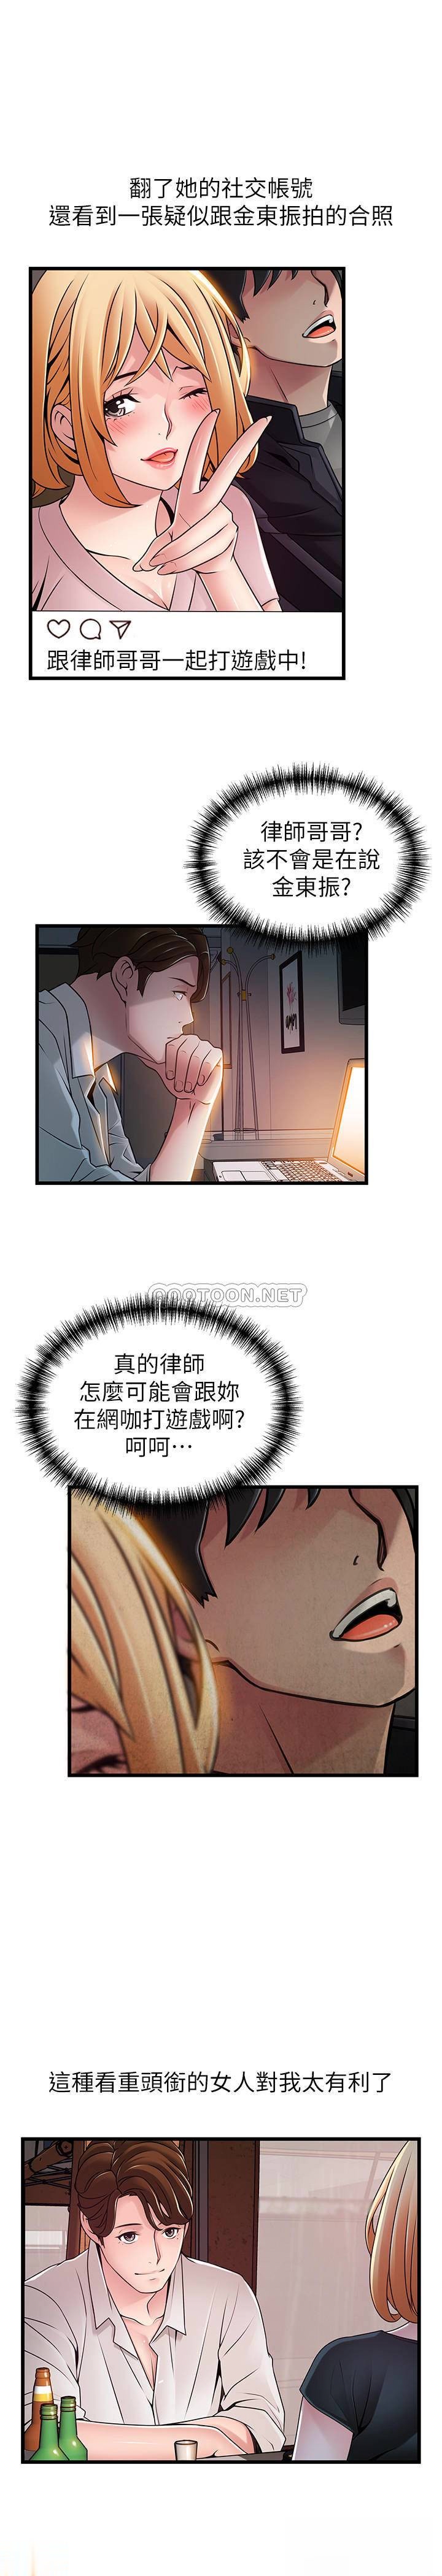 翻了她的社交帳號
還看到一張疑似跟金東振拍的合照
跟律師哥哥一起打遊戲中!
律師哥哥?
該不會是在說
金東振?
TOPTOON.NET
真的律師
怎麼可能會跟妳
在網咖打遊戲啊?
呵呵⋯
這種看重頭銜的女人對我太有利了